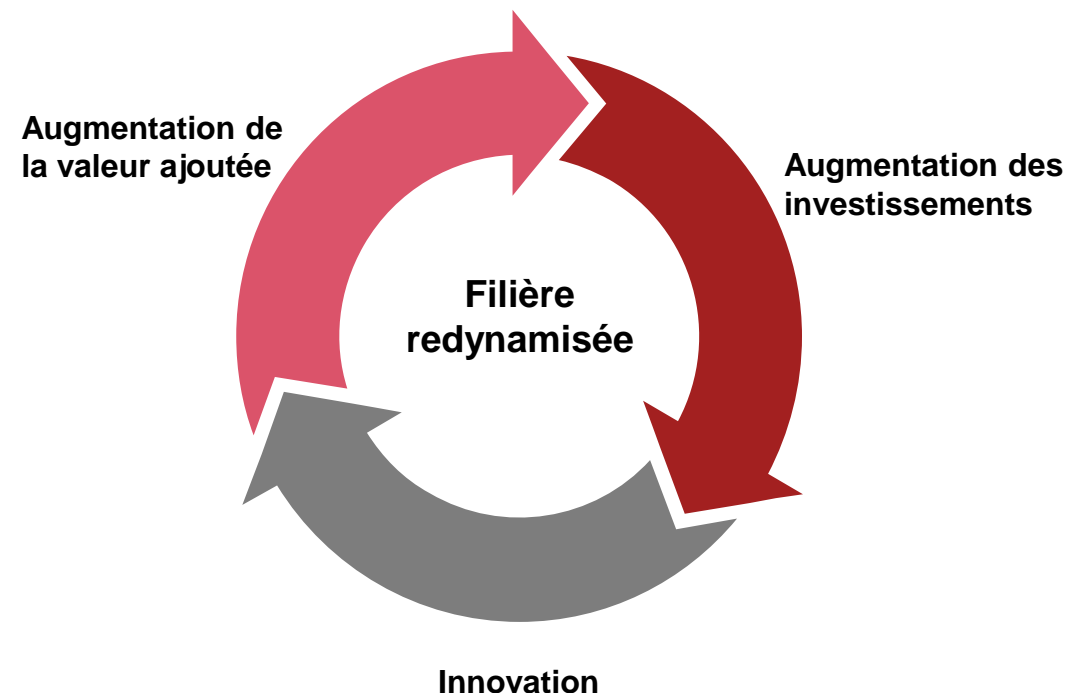 Augmentation de
la valeur ajoutée
Augmentation des
investissements
Filière
redynamisée
Innovation